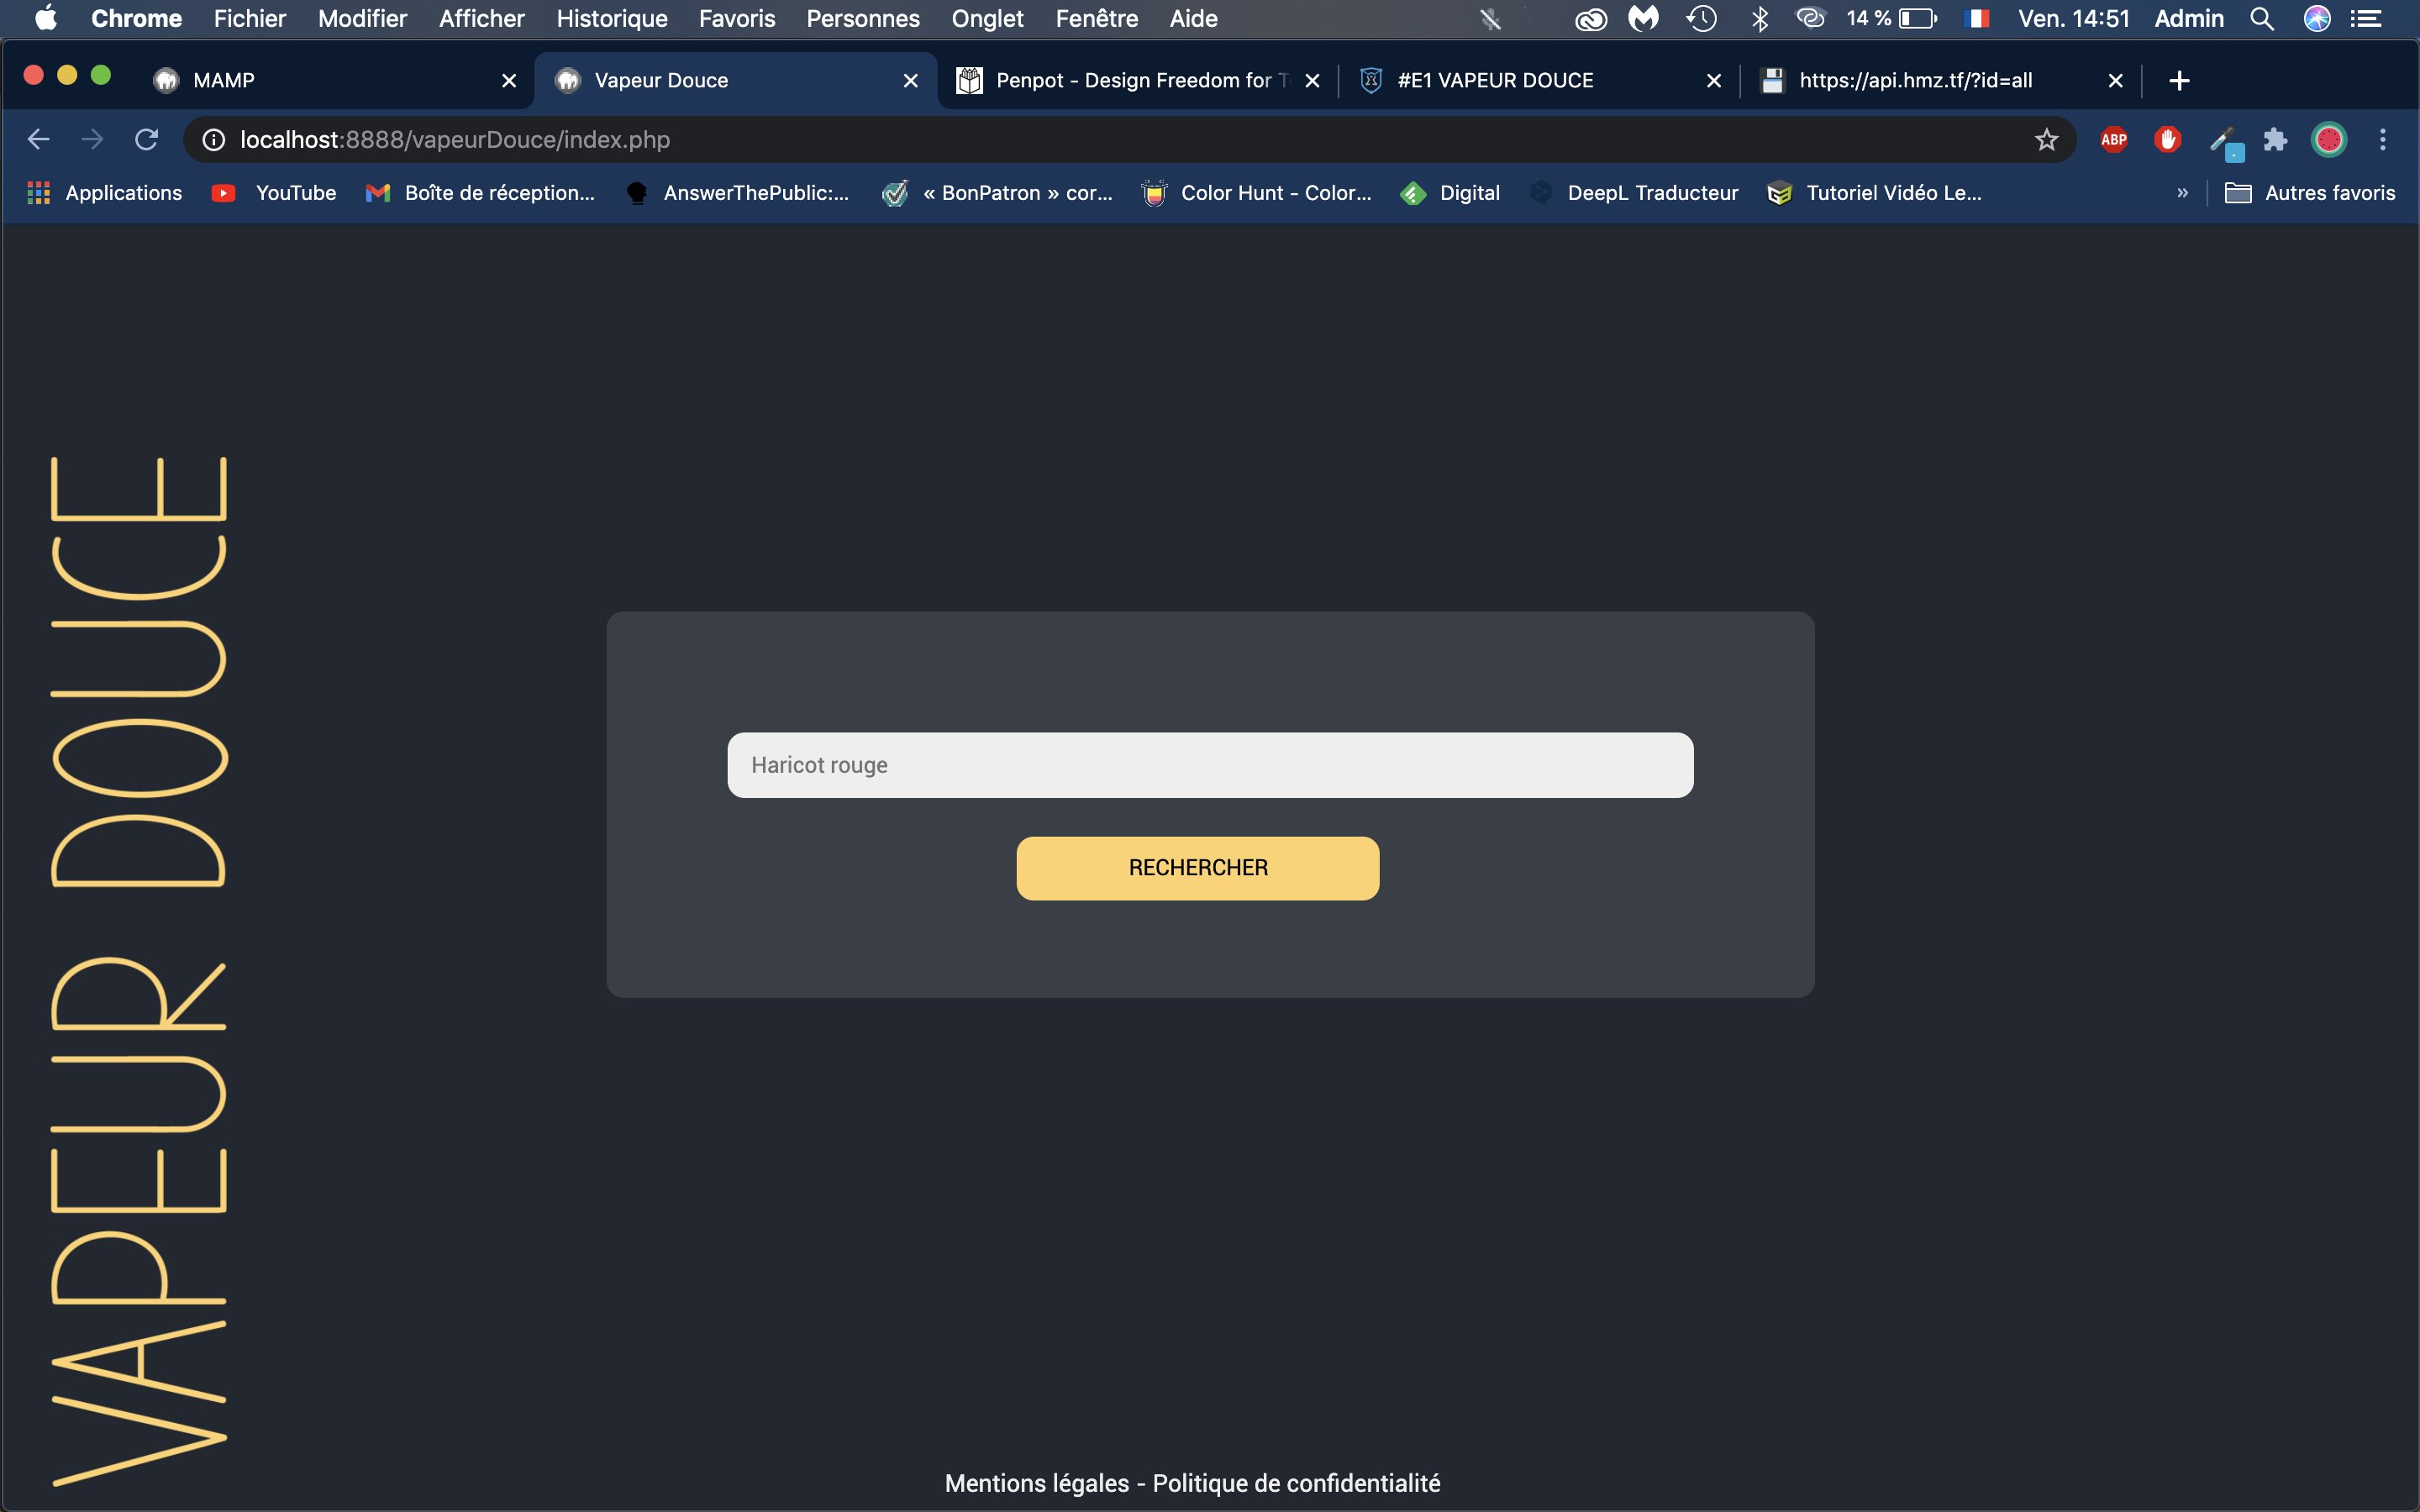 Chrome Fichier Modifier Afficher Historique Favoris Personnes Onglet Fenêtre Aide 14 % Ven. 14:51 Admin
MAMP Vapeur Douce Penpot - Design Freedom for T #E1 VAPEUR DOUCE https://api.hmz.tf/?id=all
localhost:8888/vapeurDouce/index.php ABP
Applications YouTube Boîte de réception... AnswerThePublic:... « BonPatron » cor... Color Hunt - Color... Digital DeepL Traducteur Tutoriel Vidéo Le... » Autres favoris
VAPEUR DOUCE
Haricot rouge
RECHERCHER
Mentions légales - Politique de confidentialité